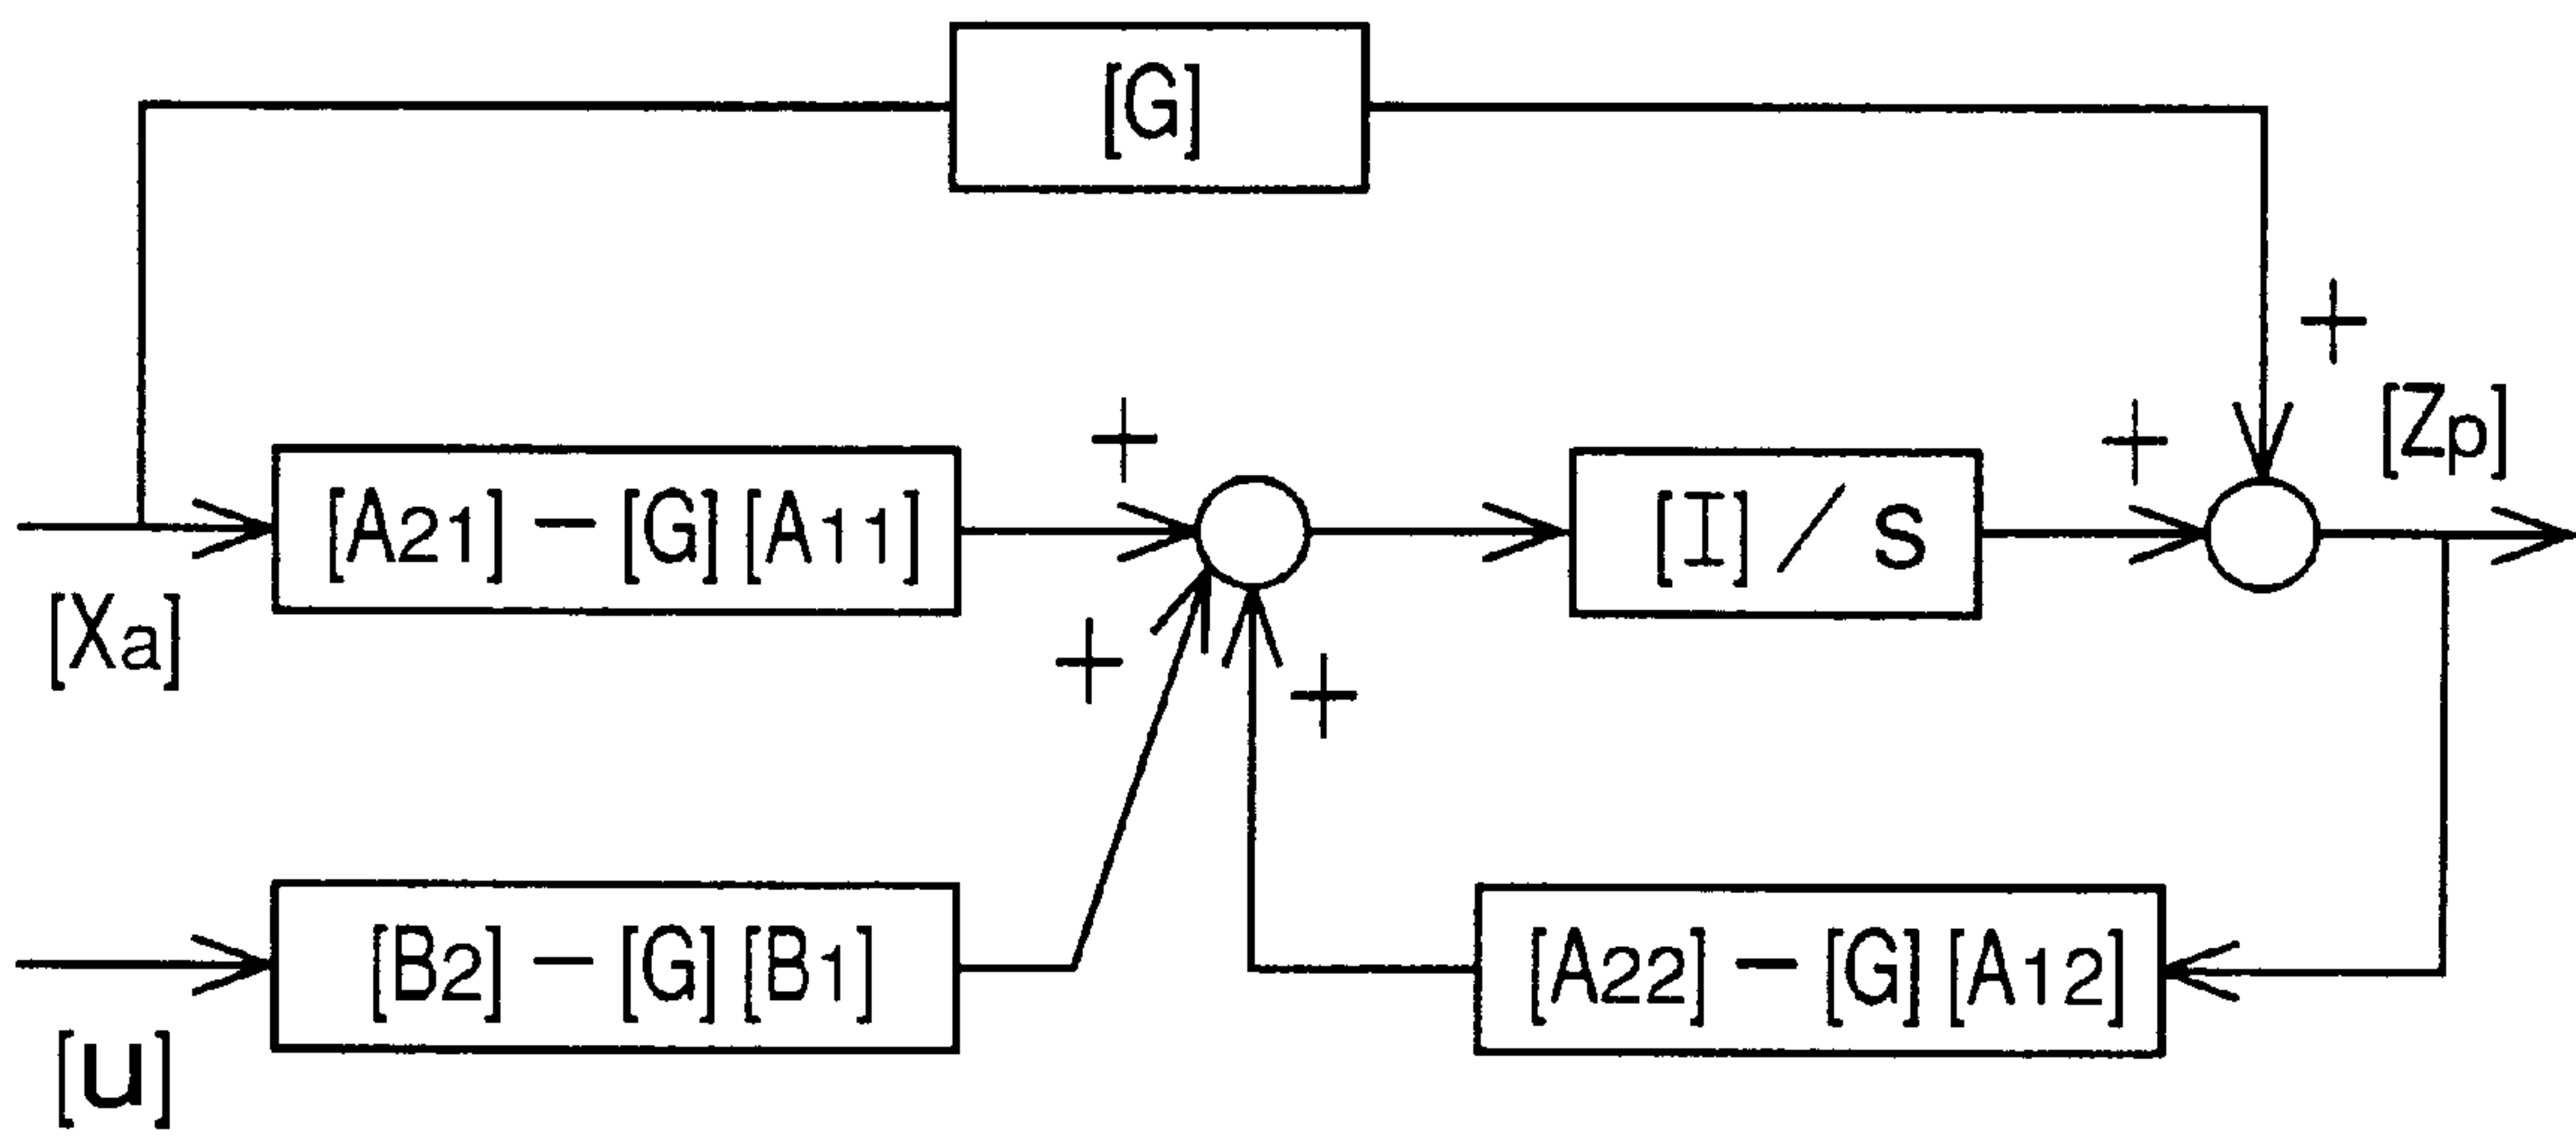 [G]
+
[Zp]
+
+
[A21] − [G] [A11]
[I] ／ S
[Xa]
+
+
[B2] − [G] [B1]
[A22] − [G] [A12]
[u]